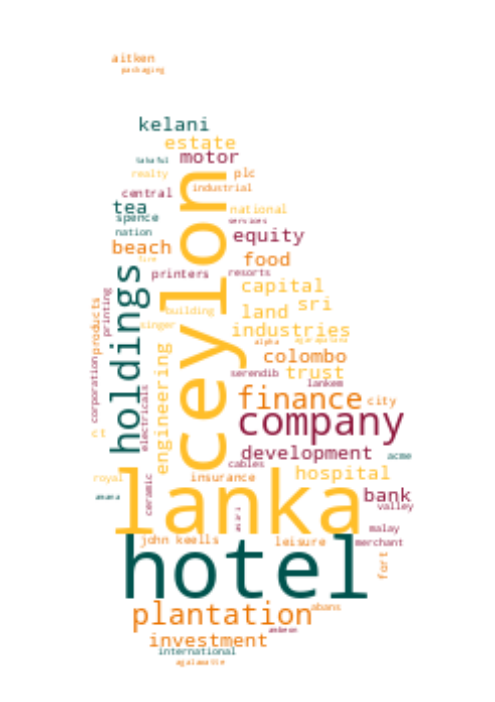 aitken
packaging
kelani
estate
takaful
motor
realty
plc
industrial
central
tea
spence
national
services
nation
equity
beach
fire
food
printers
resorts
holdings
ceylon
capital
printing
products
building
land
sri
singer
industries
alpha
colombo
engineering
serendib
trust
lankem
corporation
electricals
finance
city
company
ct
development
acme
cables
royal
ceramic
insurance
hospital
lanka
bank
valley
asiri
malay
john keells
leisure
merchant
hotel
fort
plantation
abans
investment
international
agalawatte